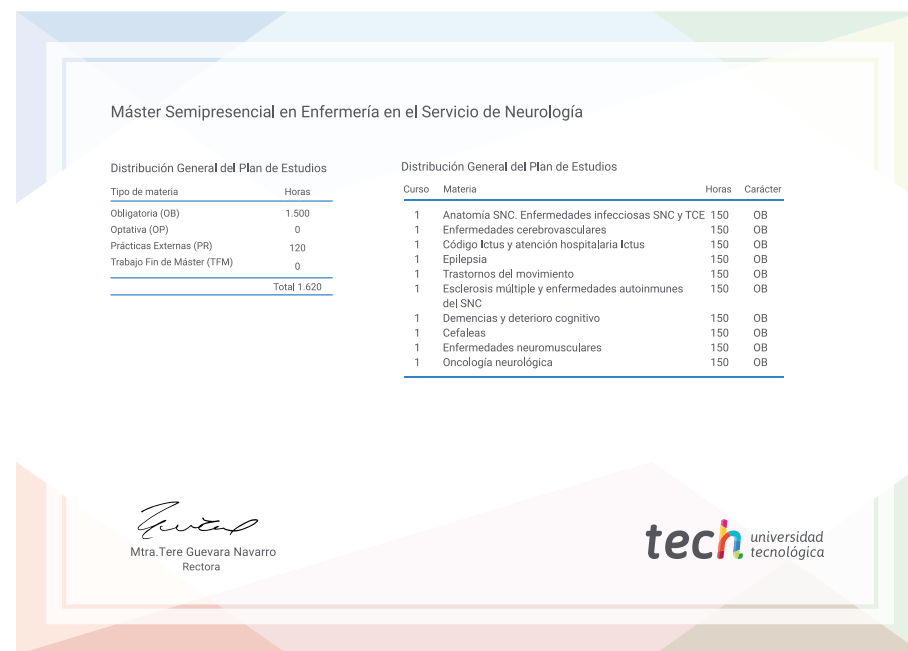 Máster Semipresencial en Enfermería en el Servicio de Neurología
Distribución General del Plan de Estudios
Tipo de materia Horas
Obligatoria (OB) 1.500
Optativa (OP) 0
Prácticas Externas (PR) 120
Trabajo Fin de Máster (TFM) 0
Total 1.620
Distribución General del Plan de Estudios
Curso Materia Horas Carácter
1 Anatomía SNC. Enfermedades infecciosas SNC y TCE 150 OB
1 Enfermedades cerebrovasculares 150 OB
1 Código Ictus y atención hospitalaria Ictus 150 OB
1 Epilepsia 150 OB
1 Trastornos del movimiento 150 OB
1 Esclerosis múltiple y enfermedades autoinmunes 150 OB
del SNC
1 Demencias y deterioro cognitivo 150 OB
1 Cefaleas 150 OB
1 Enfermedades neuromusculares 150 OB
1 Oncología neurológica 150 OB
Mtra.Tere Guevara Navarro
Rectora
tech universidad
tecnológica